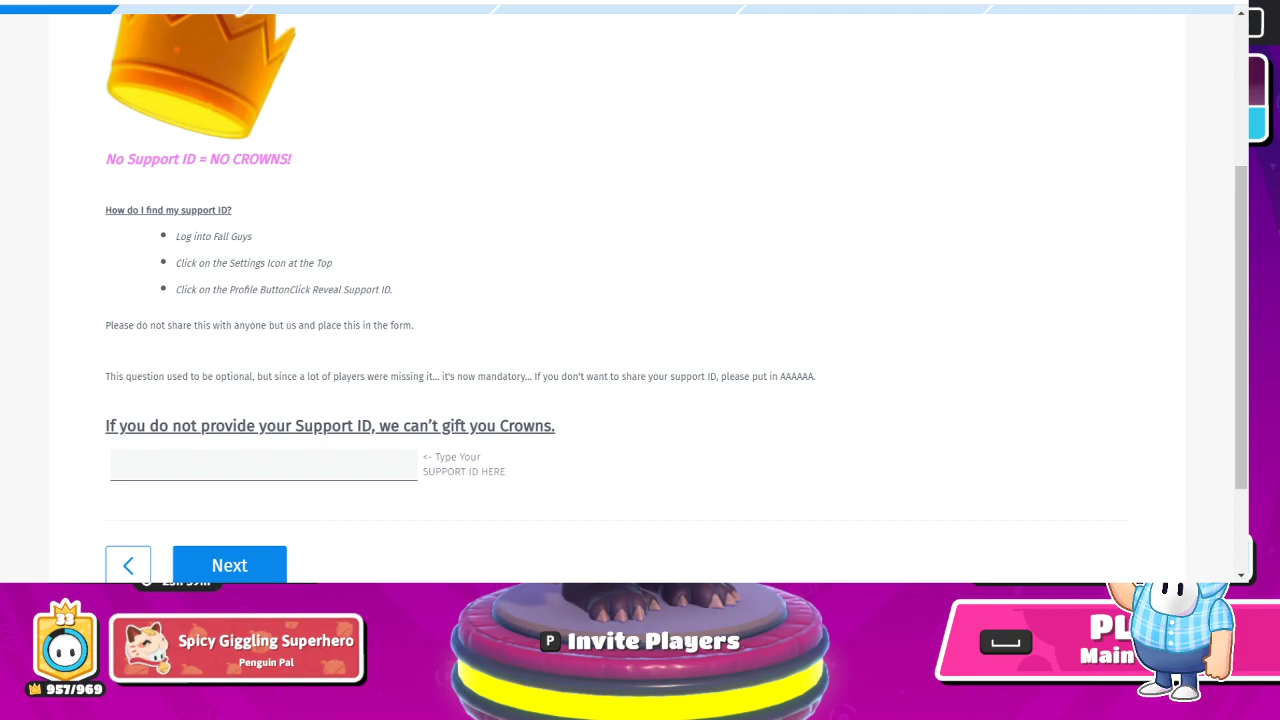 No Support ID = NO CROWNS!
How do I find my support ID?
Log into Fall Guys
Click on the Settings Icon at the Top
Click on the Profile ButtonClick Reveal Support ID.
Please do not share this with anyone but us and place this in the form.
This question used to be optional, but since a lot of players were missing it... it's now mandatory... If you don't want to share your support ID, please put in AAAAAA.
If you do not provide your Support ID, we can't gift you Crowns.
<- Type Your
SUPPORT ID HERE
Next
33
Spicy Giggling Superhero
Penguin Pal
957/969
P Invite Players
Main